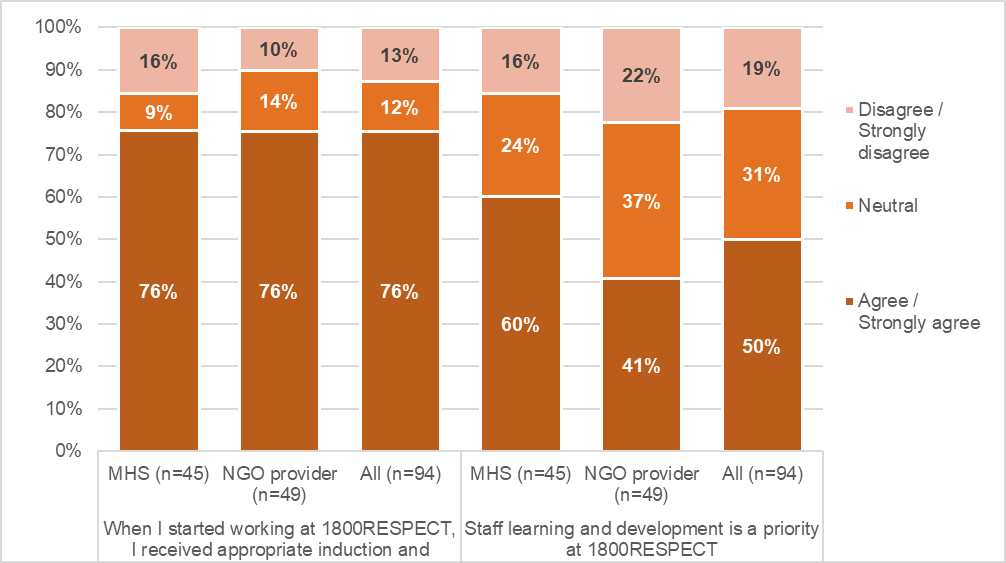 100%
90%
80%
70%
60%
50%
40%
30%
20%
10%
0%
16%
9%
76%
10%
14%
76%
13%
12%
76%
16%
24%
60%
22%
37%
41%
19%
31%
50%
MHS (n=45)
NGO provider
(n=49)
All (n=94)
MHS (n=45)
NGO provider
(n=49)
All (n=94)
When I started working at 1800RESPECT,
I received appropriate induction and
Staff learning and development is a priority
at 1800RESPECT
Disagree /
Strongly
disagree
Neutral
Agree /
Strongly agree